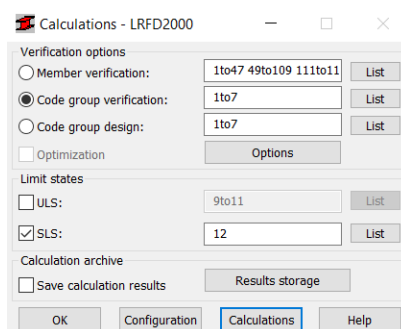 Calculations - LRFD2000
Verification options
Member verification: 1to47 49to109 111to11 List
Code group verification: 1to7 List
Code group design: 1to7 List
Optimization Options
Limit states
ULS: 9to11 List
SLS: 12 List
Calculation archive
Save calculation results Results storage
OK Configuration Calculations Help